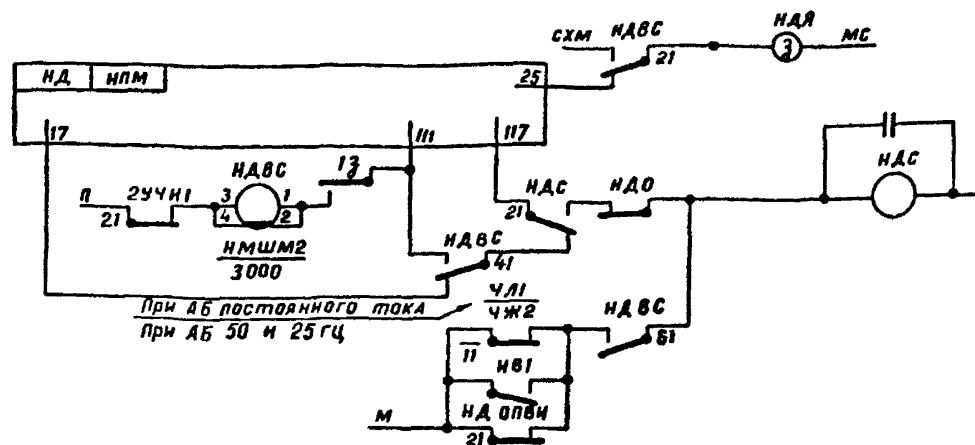 СХМ НДВС НДЯ
21 З МС
НД НПМ 25
17 111 117
НДВС 13
П 2УЧН1 3 1
21 4 2
НМШМ2
3000
НДС НДО НДС
21
НДВС
41
При АБ постоянного тока
При АБ 50 и 25 гц
ЧЛ1
ЧЖ2
НДВС
11 61
НВ1
НД ОПВИ
М 21